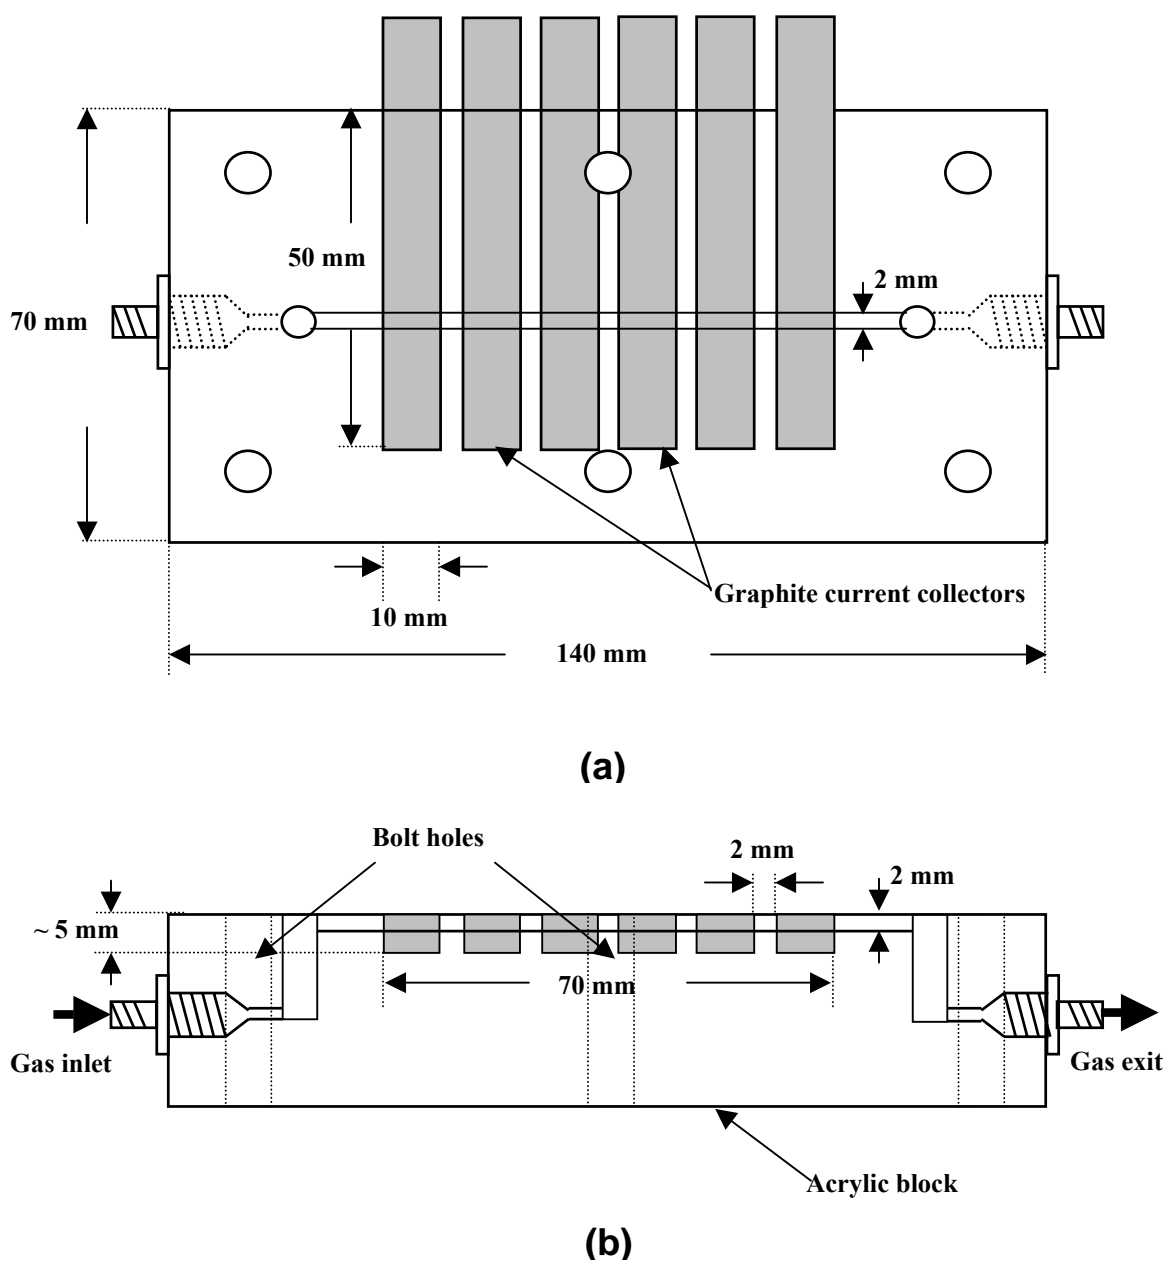 50 mm
2 mm
70 mm
Graphite current collectors
10 mm
140 mm
(a)
Bolt holes
2 mm
2 mm
~ 5 mm
70 mm
Gas inlet
Gas exit
Acrylic block
(b)